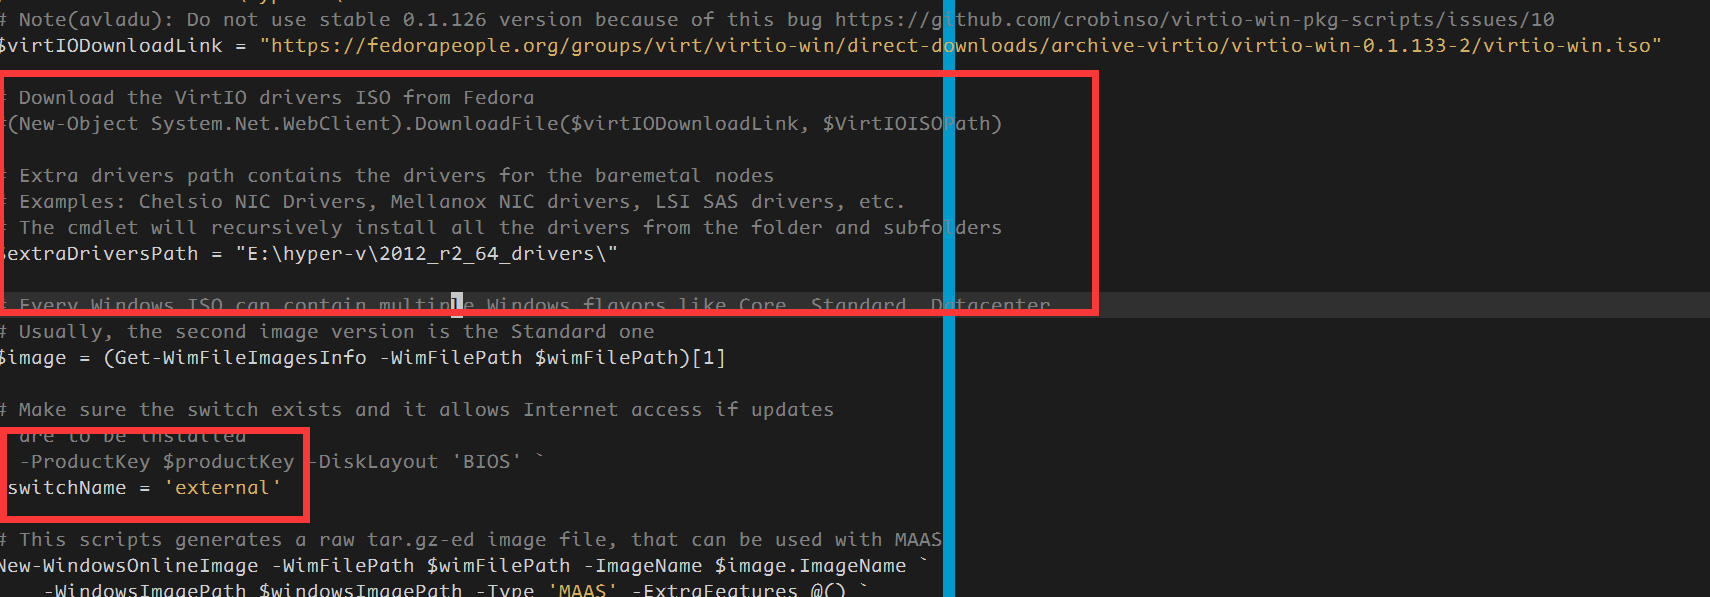 # Note(avladu): Do not use stable 0.1.126 version because of this bug https://github.com/crobinso/virtio-win-pkg-scripts/issues/10
$virtIODownloadLink = "https://fedorapeople.org/groups/virt/virtio-win/direct-downloads/archive-virtio/virtio-win-0.1.133-2/virtio-win.iso"
# Download the VirtIO drivers ISO from Fedora
#(New-Object System.Net.WebClient).DownloadFile($virtIODownloadLink, $VirtIOISOPath)
# Extra drivers path contains the drivers for the baremetal nodes
# Examples: Chelsio NIC Drivers, Mellanox NIC drivers, LSI SAS drivers, etc.
# The cmdlet will recursively install all the drivers from the folder and subfolders
$extraDriversPath = "E:\hyper-v\2012_r2_64_drivers\"
# Every Windows ISO can contain multiple Windows flavors like Core, Standard, Datacenter
# Usually, the second image version is the Standard one
$image = (Get-WimFileImagesInfo -WimFilePath $wimFilePath)[1]
# Make sure the switch exists and it allows Internet access if updates
are to be installed
-ProductKey $productKey -DiskLayout 'BIOS' `
switchName = 'external'
# This scripts generates a raw tar.gz-ed image file, that can be used with MAAS
New-WindowsOnlineImage -WimFilePath $wimFilePath -ImageName $image.ImageName `
-WindowsImagePath $windowsImagePath -Type 'MAAS' -ExtraFeatures @() `